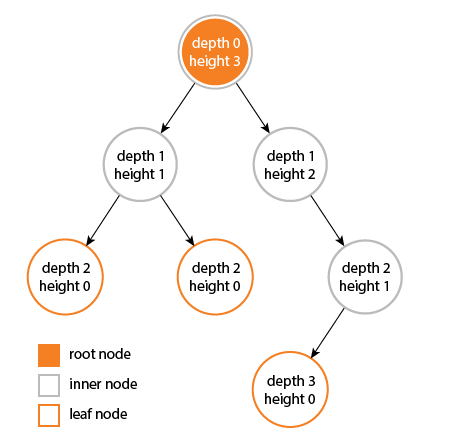 depth 0
height 3
depth 1
height 1
depth 1
height 2
depth 2
height 0
depth 2
height 0
depth 2
height 1
depth 3
height 0
root node
inner node
leaf node